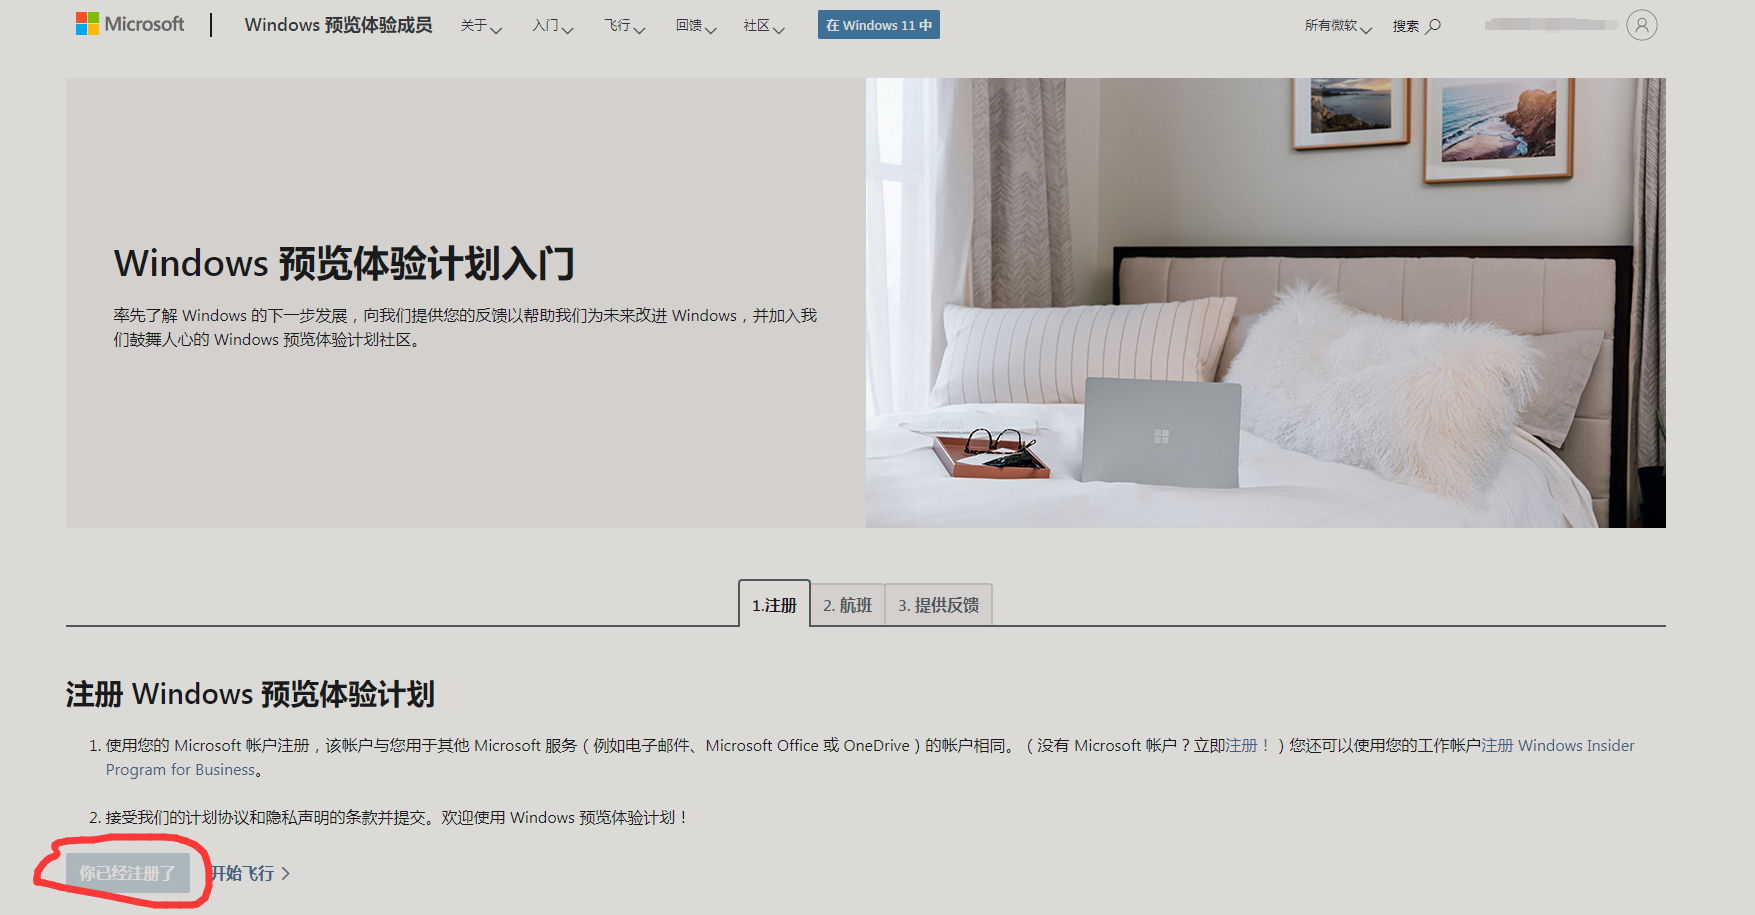 Microsoft
Windows 预览体验成员
关于
入门
飞行
回馈
社区
在 Windows 11 中
所有微软
搜索
Windows 预览体验计划入门
率先了解 Windows 的下一步发展，向我们提供您的反馈以帮助我们为未来改进 Windows，并加入我
们鼓舞人心的 Windows 预览体验计划社区。
1.注册
2. 航班
3. 提供反馈
注册 Windows 预览体验计划
1. 使用您的 Microsoft 帐户注册，该帐户与您用于其他 Microsoft 服务（例如电子邮件、Microsoft Office 或 OneDrive）的帐户相同。（没有 Microsoft 帐户？立即注册！）您还可以使用您的工作帐户注册 Windows Insider
Program for Business。
2. 接受我们的计划协议和隐私声明的条款并提交。欢迎使用 Windows 预览体验计划！
你已经注册了
开始飞行